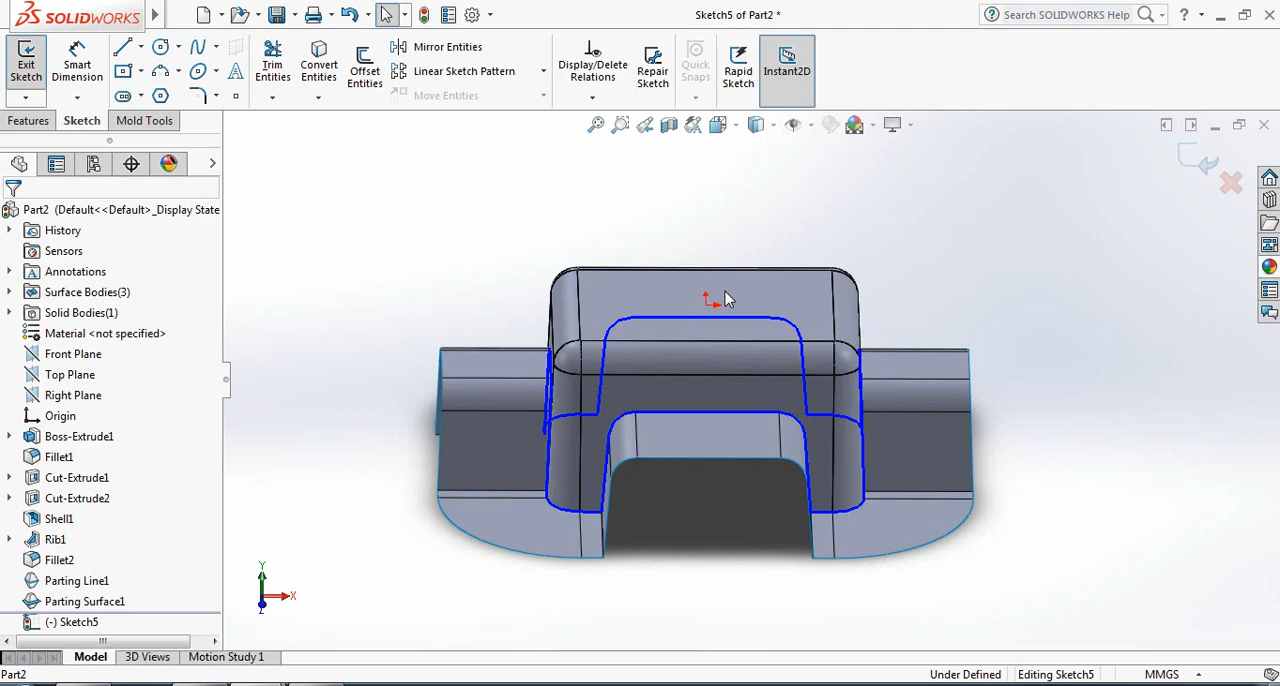 SOLIDWORKS
Sketch5 of Part2 *
Search SOLIDWORKS Help
?
Exit Sketch
Smart Dimension
Trim Entities
Convert Entities
Offset Entities
Mirror Entities
Linear Sketch Pattern
Move Entities
Display/Delete Relations
Repair Sketch
Quick Snaps
Rapid Sketch
Instant2D
Features
Sketch
Mold Tools
Part2 (Default<<Default>_Display State
History
Sensors
Annotations
Surface Bodies(3)
Solid Bodies(1)
Material <not specified>
Front Plane
Top Plane
Right Plane
Origin
Boss-Extrude1
Fillet1
Cut-Extrude1
Cut-Extrude2
Shell1
Rib1
Fillet2
Parting Line1
Parting Surface1
(-) Sketch5
Y
X
Z
Model
3D Views
Motion Study 1
Part2
Under Defined
Editing Sketch5
MMGS